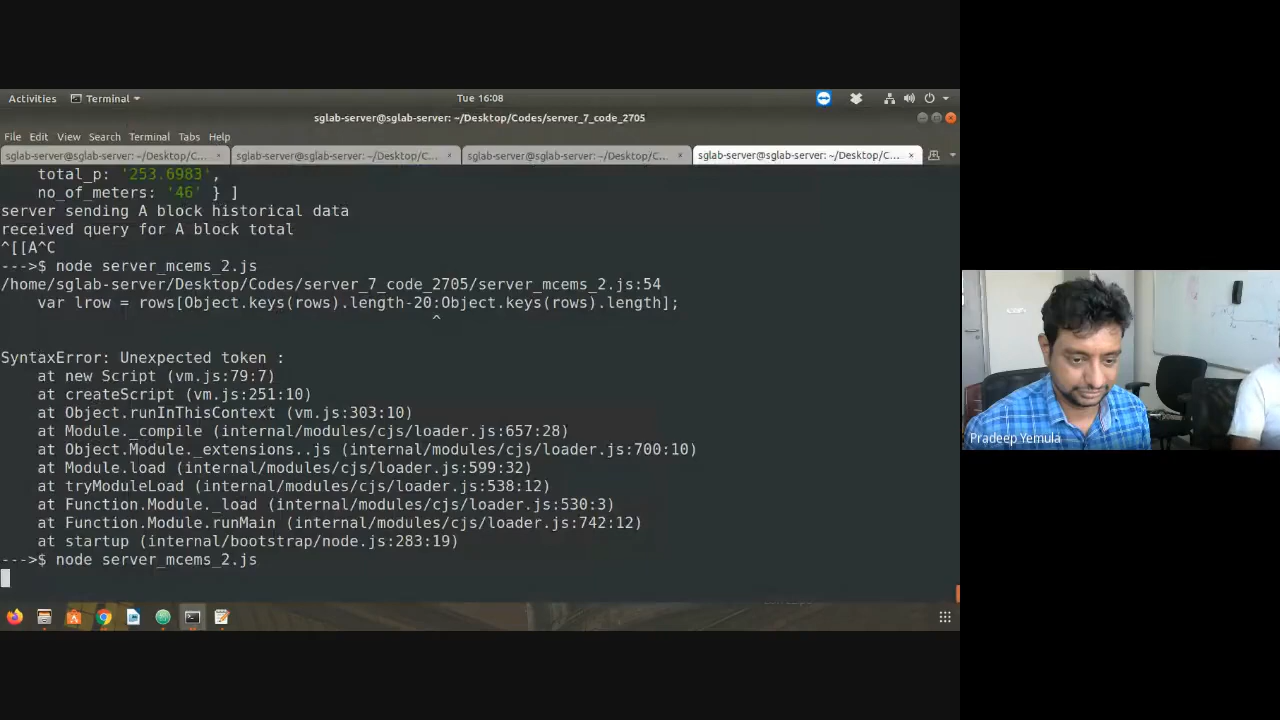 Activities Terminal Tue 16:08
sglab-server@sglab-server: ~/Desktop/Codes/server_7_code_2705
File Edit View Search Terminal Tabs Help
sglab-server@sglab-server: ~/Desktop/C... sglab-server@sglab-server: ~/Desktop/C... sglab-server@sglab-server: ~/Desktop/C... sglab-server@sglab-server: ~/Desktop/C...
total_p: '253.6983',
no_of_meters: '46' } ]
server sending A block historical data
received query for A block total
^[[A^C
--->$ node server_mcems_2.js
/home/sglab-server/Desktop/Codes/server_7_code_2705/server_mcems_2.js:54
var lrow = rows[Object.keys(rows).length-20:Object.keys(rows).length];
^
SyntaxError: Unexpected token :
at new Script (vm.js:79:7)
at createScript (vm.js:251:10)
at Object.runInThisContext (vm.js:303:10)
at Module._compile (internal/modules/cjs/loader.js:657:28)
at Object.Module._extensions..js (internal/modules/cjs/loader.js:700:10)
at Module.load (internal/modules/cjs/loader.js:599:32)
at tryModuleLoad (internal/modules/cjs/loader.js:538:12)
at Function.Module._load (internal/modules/cjs/loader.js:530:3)
at Function.Module.runMain (internal/modules/cjs/loader.js:742:12)
at startup (internal/bootstrap/node.js:283:19)
--->$ node server_mcems_2.js
Pradeep Yemula